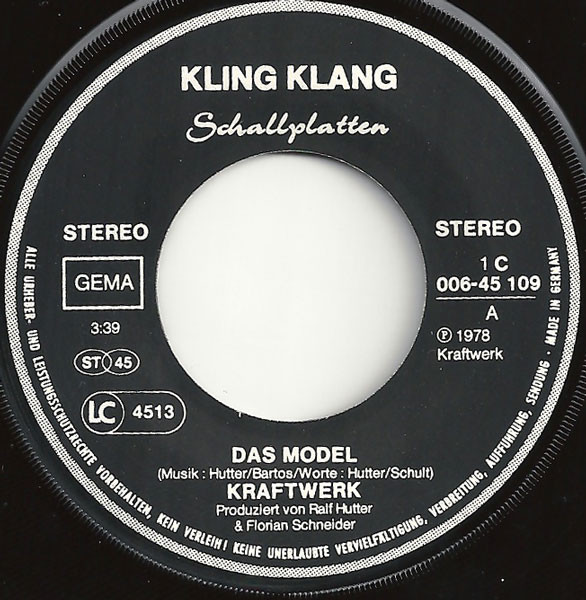 KLING KLANG
Schallplatten
STEREO
GEMA
3:39
ST 45
LC 4513
STEREO
1 C
006-45 109
A
℗ 1978
Kraftwerk
DAS MODEL
(Musik : Hutter/Bartos/Worte : Hutter/Schult)
KRAFTWERK
Produziert von Ralf Hutter
& Florian Schneider
ALLE URHEBER- UND LEISTUNGSSCHUTZRECHTE VORBEHALTEN. KEIN VERLEIH! KEINE UNERLAUBTE VERVIELFÄLTIGUNG, VERBREITUNG, AUFFÜHRUNG, SENDUNG · MADE IN GERMANY